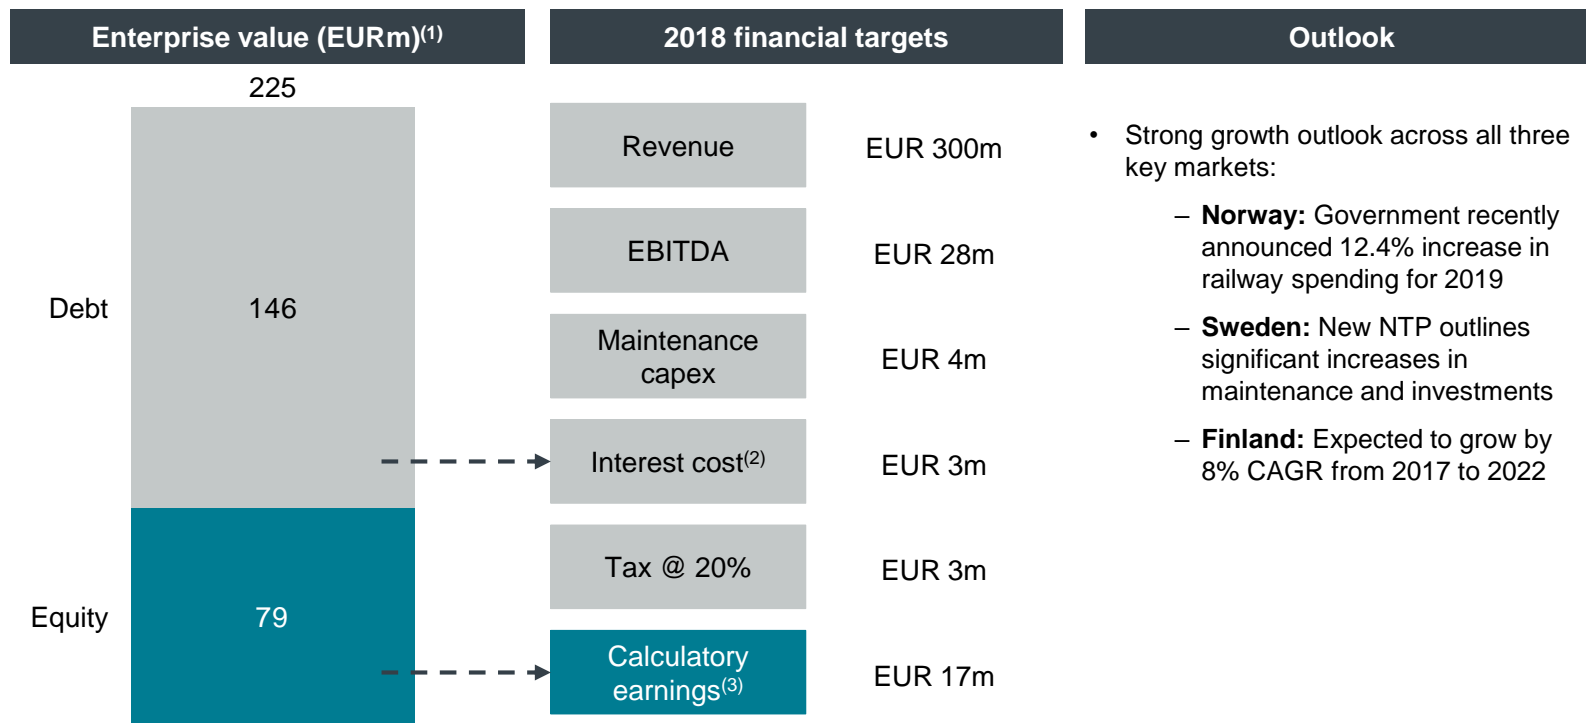 Enterprise value (EURm)(1)
225
Debt
146
Equity
79
2018 financial targets
Revenue
EUR 300m
EBITDA
EUR 28m
Maintenance
capex
EUR 4m
Interest cost(2)
EUR 3m
Tax @ 20%
EUR 3m
Calculatory
earnings(3)
EUR 17m
Outlook
• Strong growth outlook across all three
key markets:
– Norway: Government recently
announced 12.4% increase in
railway spending for 2019
– Sweden: New NTP outlines
significant increases in
maintenance and investments
– Finland: Expected to grow by
8% CAGR from 2017 to 2022